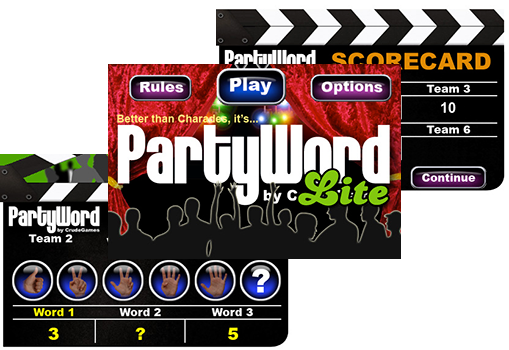 PartyWord
SCORECARD
Team 3
10
Team 6
Continue
Rules
Play
Options
Better than Charades, it's...
PartyWord
by C
Lite
PartyWord
by CrudeGames
Team 2
?
Word 1
Word 2
Word 3
3
?
5